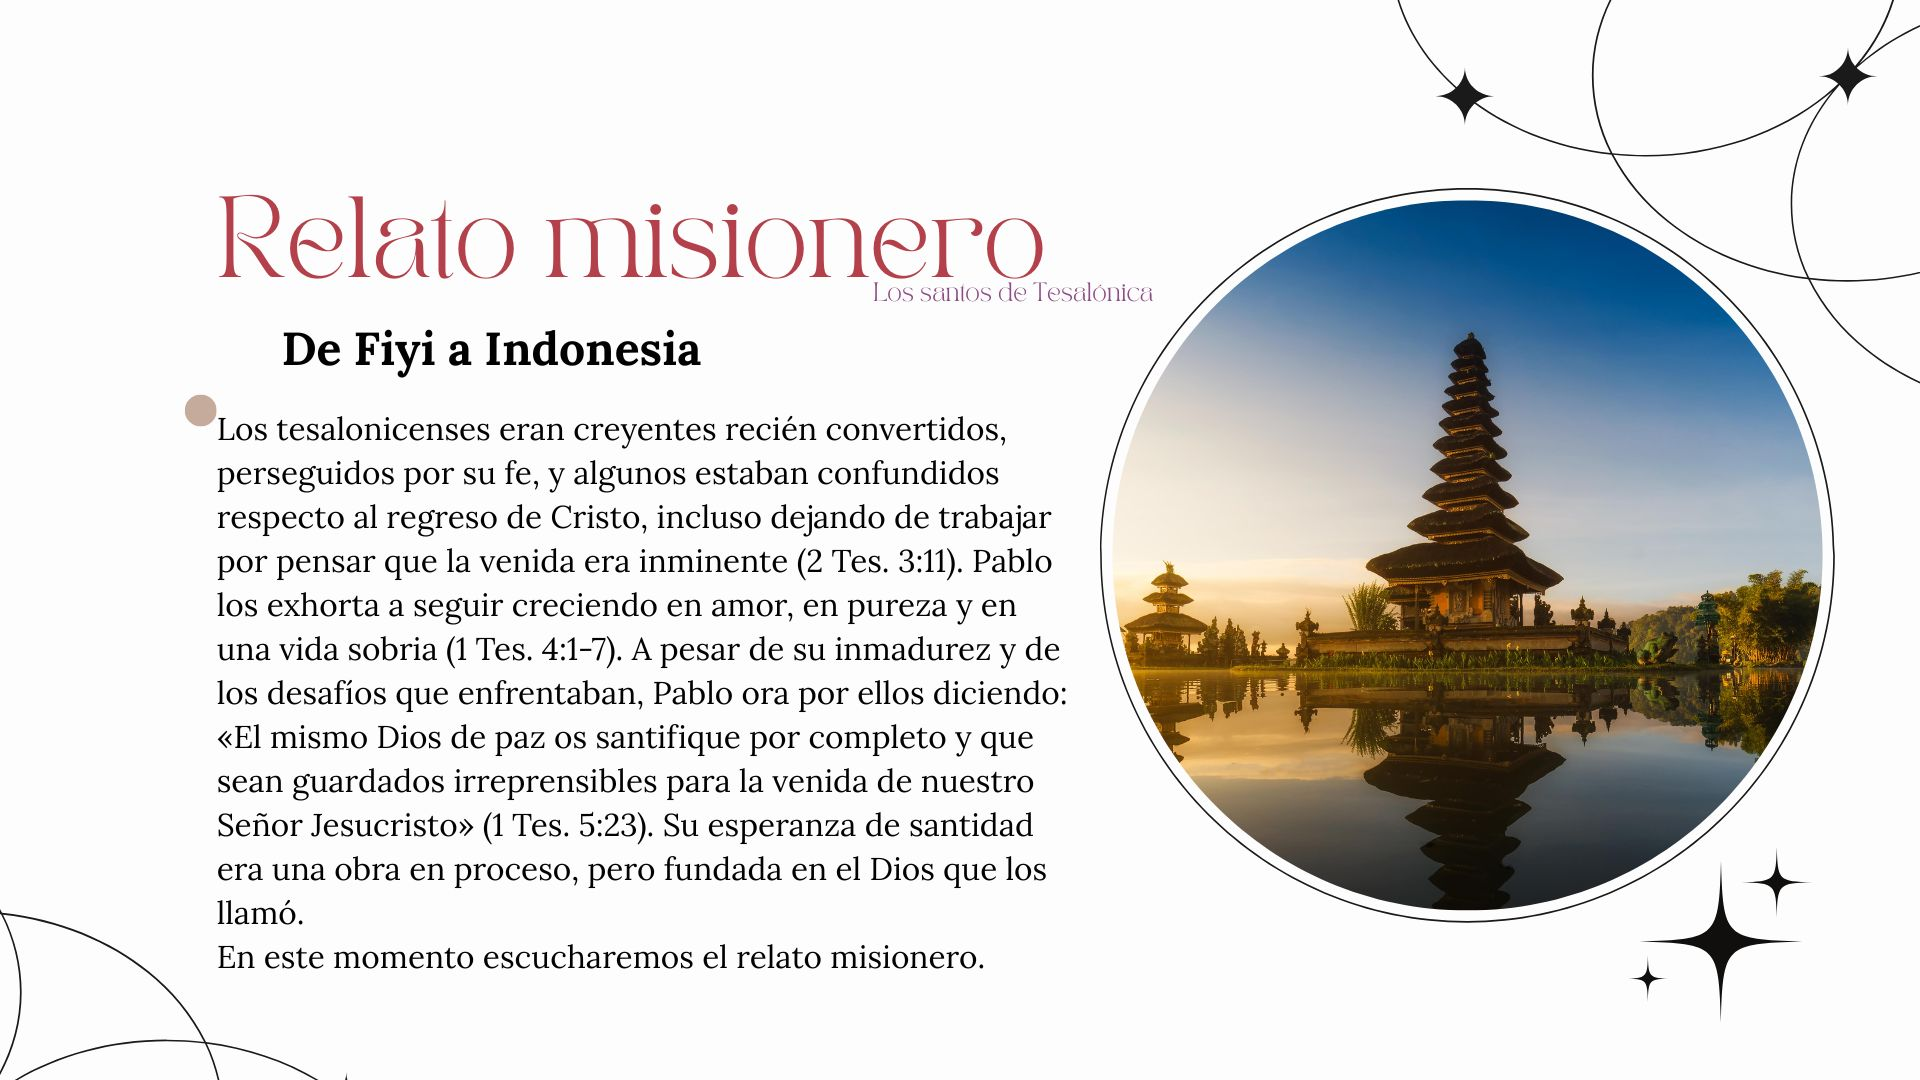 Relato misionero
Los santos de Tesalónica
De Fiyi a Indonesia
Los tesalonicenses eran creyentes recién convertidos,
perseguidos por su fe, y algunos estaban confundidos
respecto al regreso de Cristo, incluso dejando de trabajar
por pensar que la venida era inminente (2 Tes. 3:11). Pablo
los exhorta a seguir creciendo en amor, en pureza y en
una vida sobria (1 Tes. 4:1-7). A pesar de su inmadurez y de
los desafíos que enfrentaban, Pablo ora por ellos diciendo:
«El mismo Dios de paz os santifique por completo y que
sean guardados irreprensibles para la venida de nuestro
Señor Jesucristo» (1 Tes. 5:23). Su esperanza de santidad
era una obra en proceso, pero fundada en el Dios que los
llamó.
En este momento escucharemos el relato misionero.